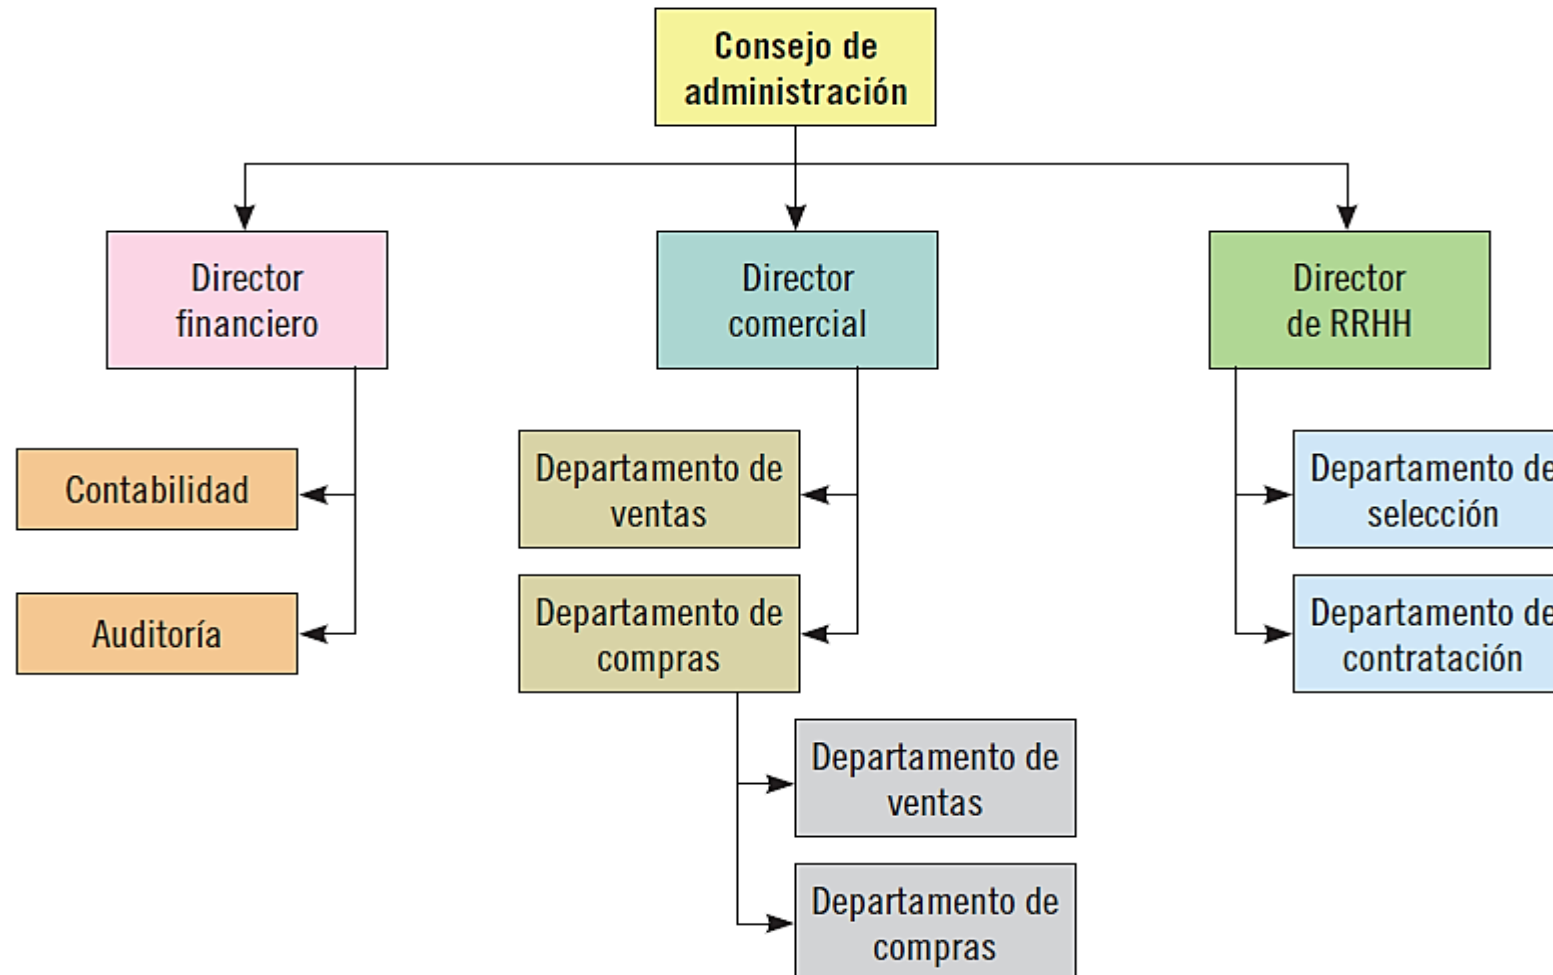 Consejo de
administración
Director
financiero
Director
comercial
Director
de RRHH
Contabilidad
Auditoría
Departamento de
ventas
Departamento de
compras
Departamento de
ventas
Departamento de
compras
Departamento de
selección
Departamento de
contratación